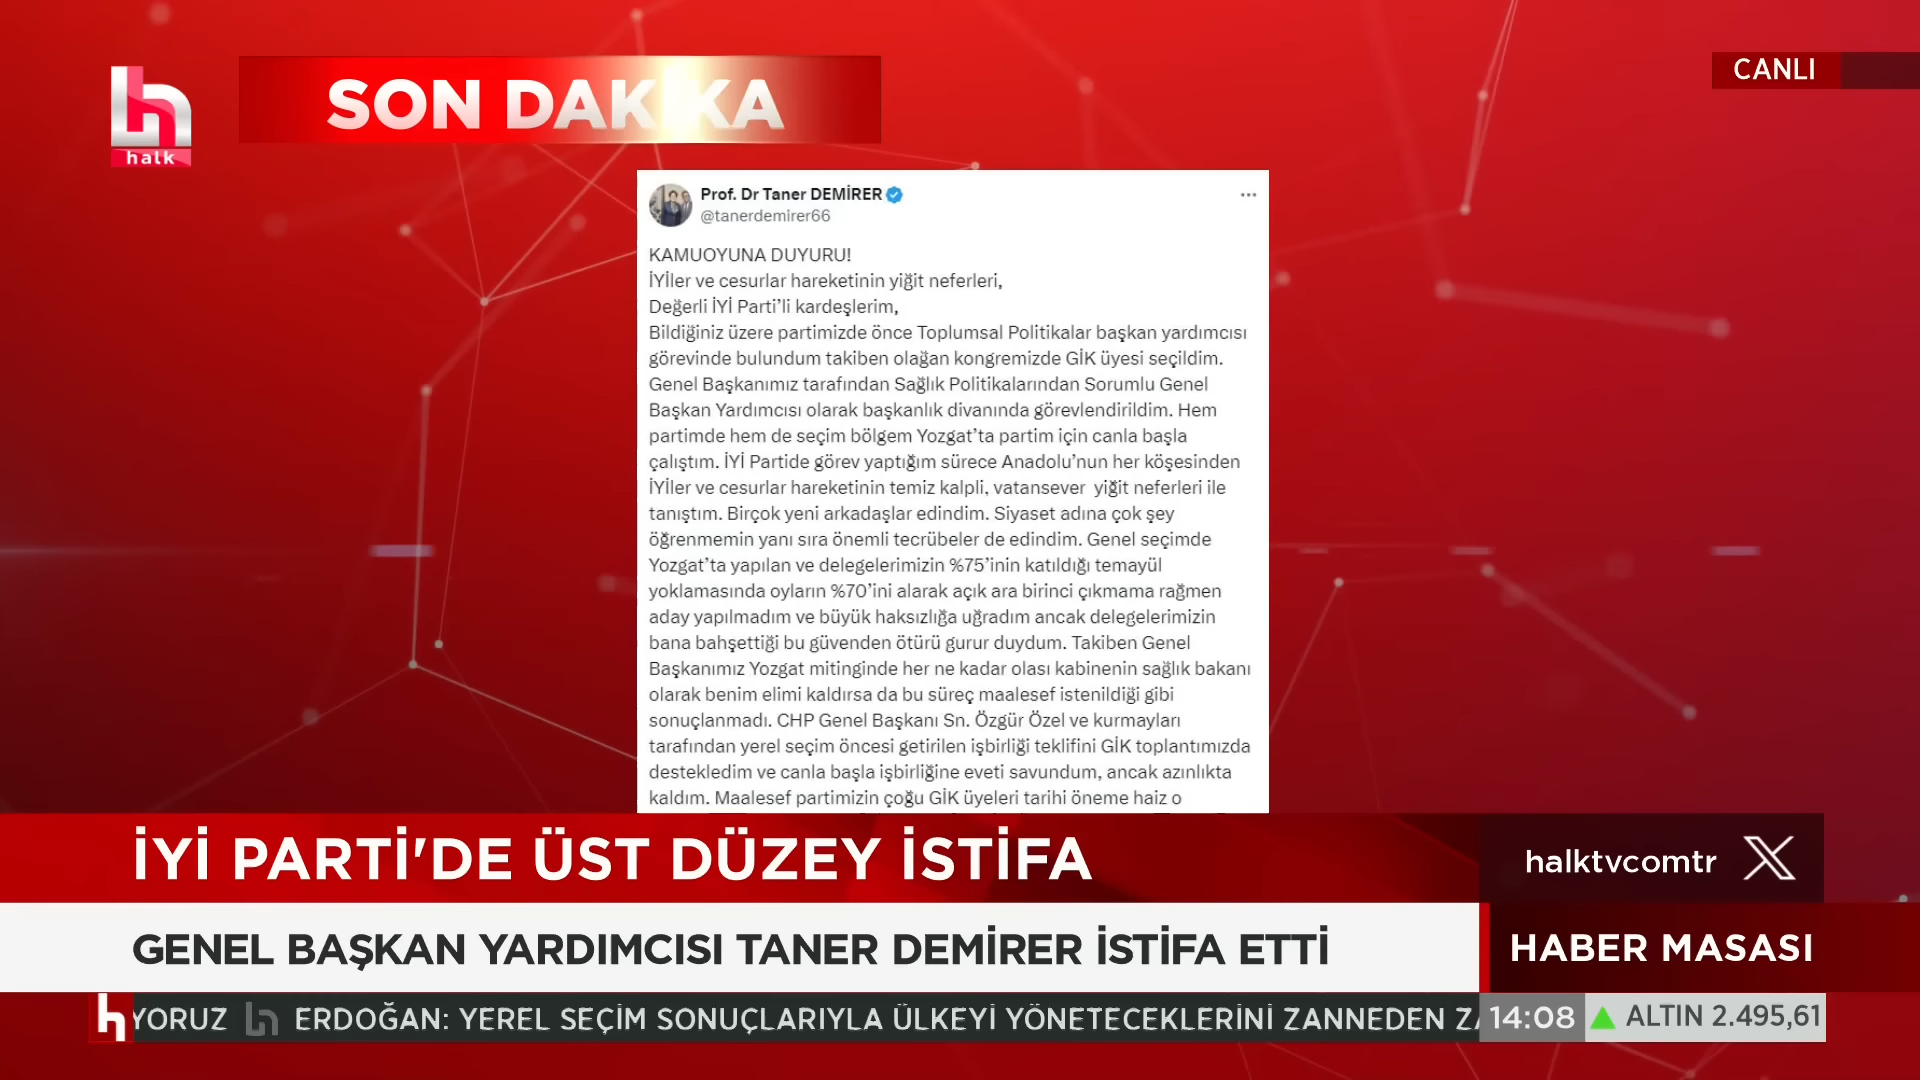 SON DAKİKA
CANLI
halk
Prof. Dr Taner DEMİRER
@tanerdemirer66
KAMUOYUNA DUYURU!
İYİler ve cesurlar hareketinin yiğit neferleri,
Değerli İYİ Parti’li kardeşlerim,
Bildiğiniz üzere partimizde önce Toplumsal Politikalar başkan yardımcısı
görevinde bulundum takiben olağan kongremizde GİK üyesi seçildim.
Genel Başkanımız tarafından Sağlık Politikalarından Sorumlu Genel
Başkan Yardımcısı olarak başkanlık divanında görevlendirildim. Hem
partimde hem de seçim bölgem Yozgat’ta partim için canla başla
çalıştım. İYİ Partide görev yaptığım sürece Anadolu’nun her köşesinden
İYİler ve cesurlar hareketinin temiz kalpli, vatansever yiğit neferleri ile
tanıştım. Birçok yeni arkadaşlar edindim. Siyaset adına çok şey
öğrenmemin yanı sıra önemli tecrübeler de edindim. Genel seçimde
Yozgat’ta yapılan ve delegelerimizin %75’inin katıldığı temayül
yoklamasında oyların %70’ini alarak açık ara birinci çıkmama rağmen
aday yapılmadım ve büyük haksızlığa uğradım ancak delegelerimizin
bana bahşettiği bu güvenden ötürü gurur duydum. Takiben Genel
Başkanımız Yozgat mitinginde her ne kadar olası kabinenin sağlık bakanı
olarak benim elimi kaldırsa da bu süreç maalesef istenildiği gibi
sonuçlanmadı. CHP Genel Başkanı Sn. Özgür Özel ve kurmayları
tarafından yerel seçim öncesi getirilen işbirliği teklifini GİK toplantımızda
destekledim ve canla başla işbirliğine eveti savundum, ancak azınlıkta
kaldım. Maalesef partimizin çoğu GİK üyeleri tarihi öneme haiz o
İYİ PARTİ'DE ÜST DÜZEY İSTİFA
halktvcomtr X
GENEL BAŞKAN YARDIMCISI TANER DEMİRER İSTİFA ETTİ
HABER MASASI
YORUZ ERDOĞAN: YEREL SEÇİM SONUÇLARIYLA ÜLKEYİ YÖNETECEKLERİNİ ZANNEDEN
14:08 ALTIN 2.495,61